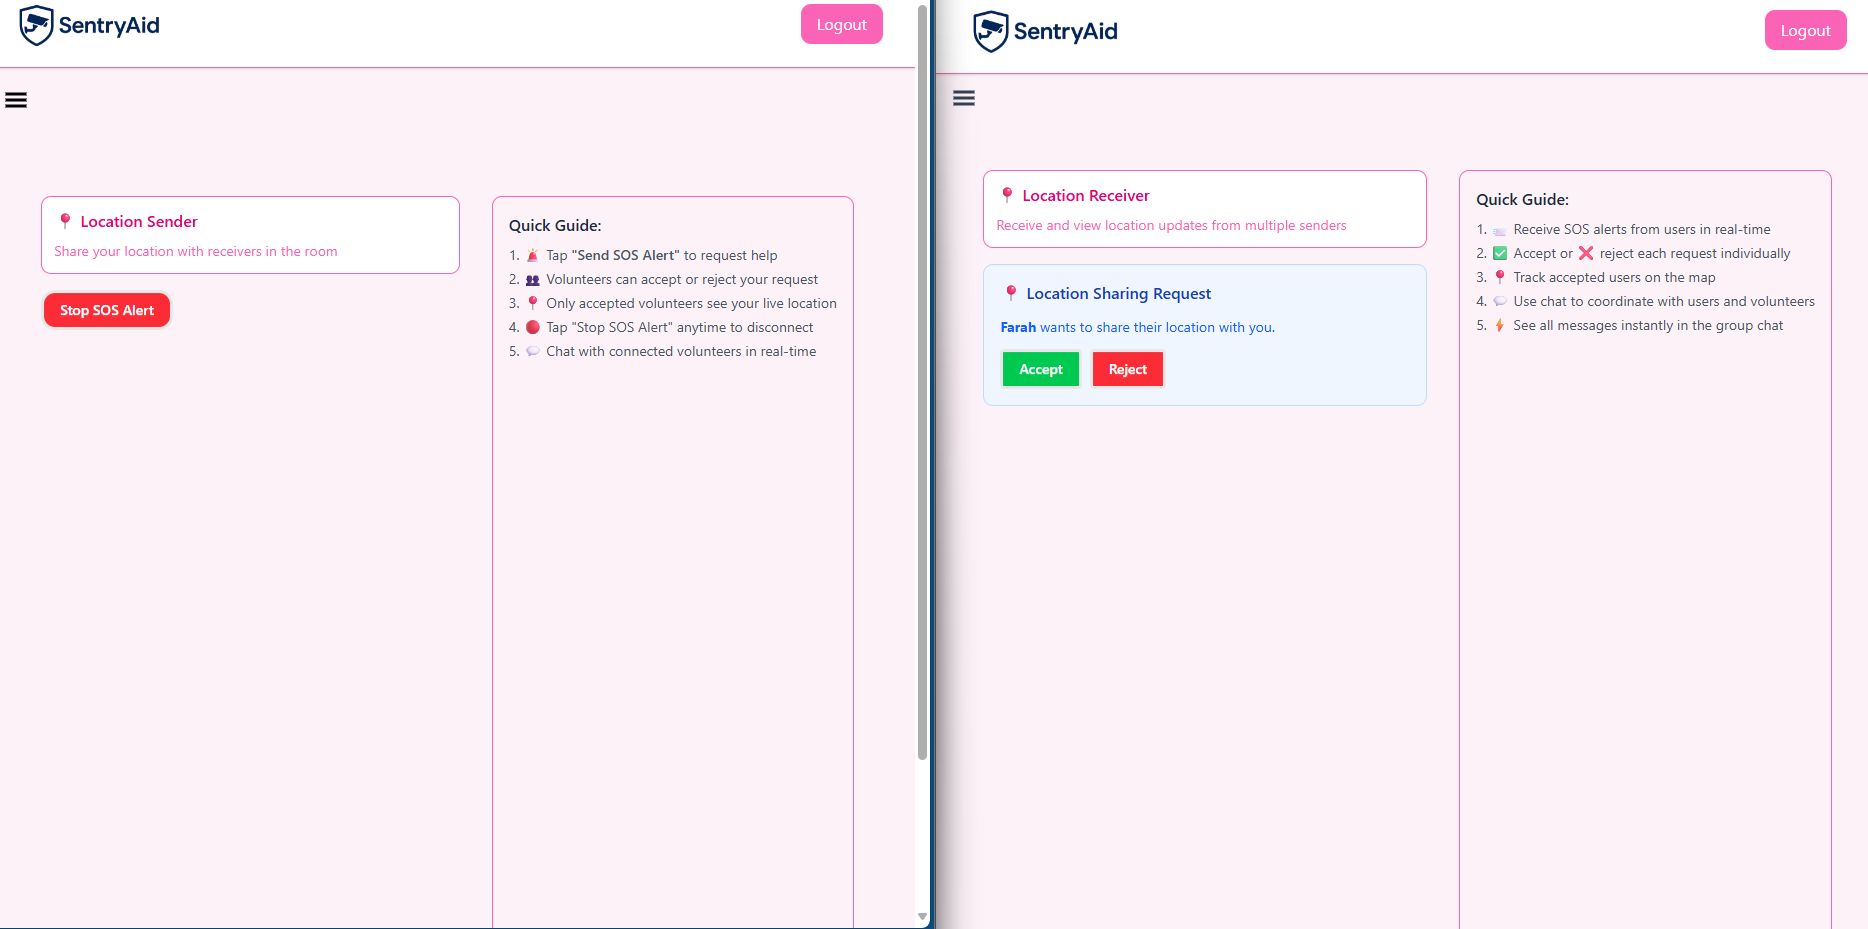 SentryAid
Logout
Location Sender
Share your location with receivers in the room
Stop SOS Alert
Quick Guide:
1. 🚨 Tap "Send SOS Alert" to request help
2. 👥 Volunteers can accept or reject your request
3. 📍 Only accepted volunteers see your live location
4. 🔴 Tap "Stop SOS Alert" anytime to disconnect
5. 💬 Chat with connected volunteers in real-time
SentryAid
Logout
Location Receiver
Receive and view location updates from multiple senders
Location Sharing Request
Farah wants to share their location with you.
Accept
Reject
Quick Guide:
1. 📨 Receive SOS alerts from users in real-time
2. ✅ Accept or ❌ reject each request individually
3. 📍 Track accepted users on the map
4. 💬 Use chat to coordinate with users and volunteers
5. ⚡ See all messages instantly in the group chat